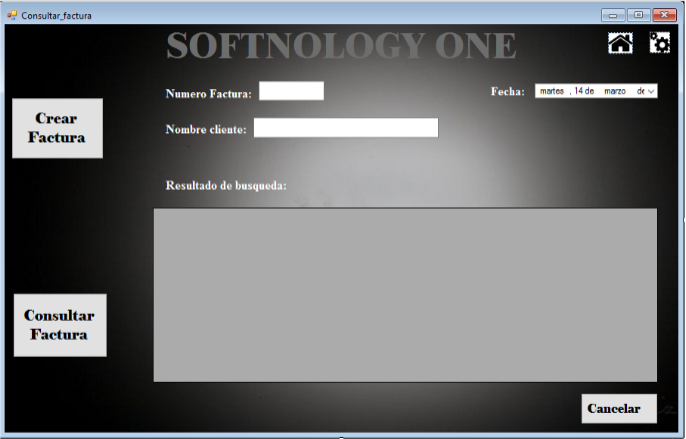 Consultar_factura
SOFTNOLOGY ONE
Numero Factura:
Fecha: martes , 14 de marzo de
Crear
Factura
Nombre cliente:
Resultado de busqueda:
Consultar
Factura
Cancelar